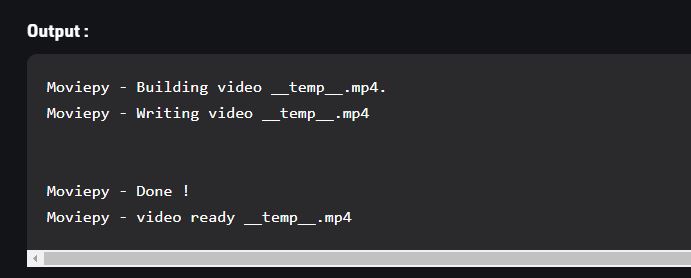 Output :
Moviepy - Building video __temp__.mp4.
Moviepy - Writing video __temp__.mp4
Moviepy - Done !
Moviepy - video ready __temp__.mp4